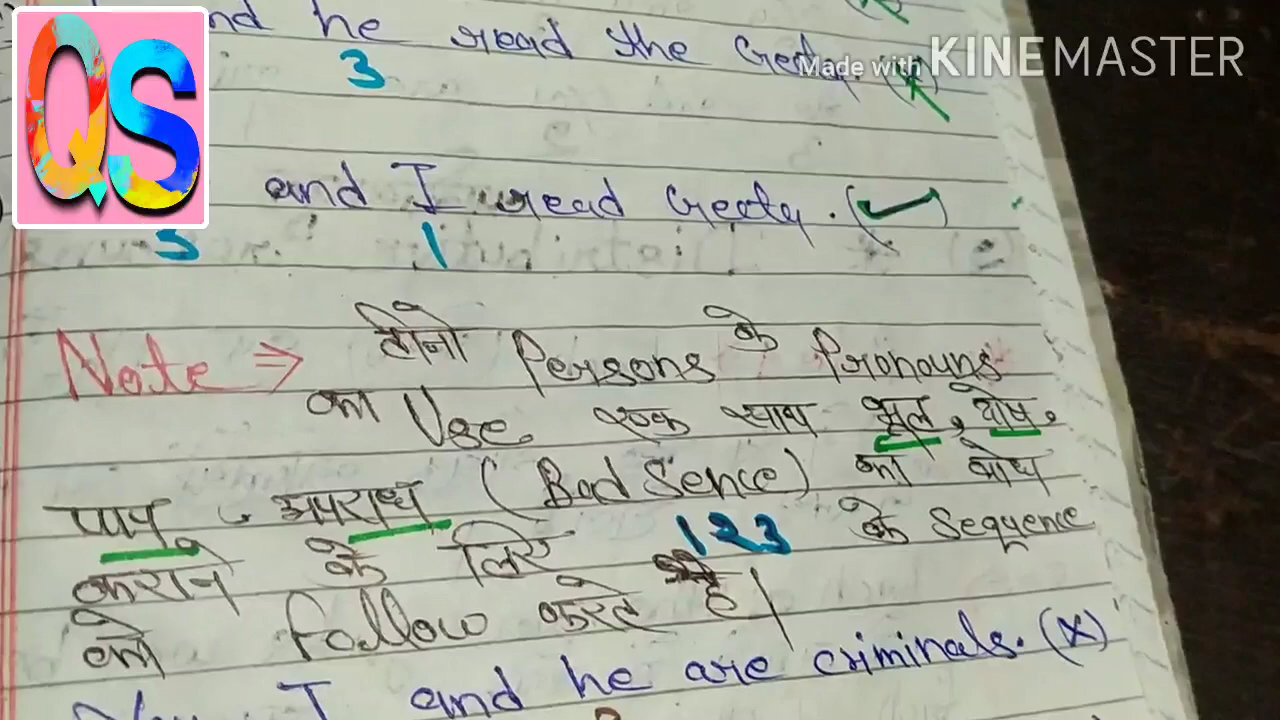 QS
Made with KINEMASTER
nd he read the Geeta. (×)
3
and I read Geeta. (✓)
3 1
Note ⇒ तीनो Persons के Pronouns
का Use एक साथ भूल, दोष,
पाप, अपराध (Bad Sence) का बोध
कराने के लिए 123 के Sequence
को follow करते है।
I and he are criminals. (×)